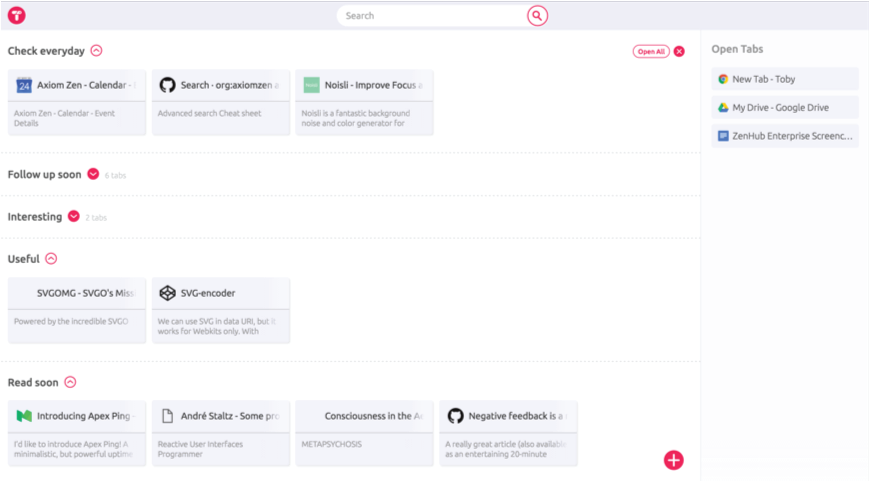 Search
Check everyday
Open All
Axiom Zen - Calendar -
Axiom Zen - Calendar - Event
Details
Search · org:axiomzen
Advanced search Cheat sheet
Noisli - Improve Focus
Noisli is a fantastic background
noise and color generator for
Follow up soon
6 tabs
Interesting
2 tabs
Useful
SVGOMG - SVGO's Miss
Powered by the incredible SVGO
SVG-encoder
We can use SVG in data URI, but it
works for Webkits only. With
Read soon
Introducing Apex Ping -
I'd like to introduce Apex Ping! A
minimalistic, but powerful uptime
André Staltz - Some pro
Reactive User Interfaces
Programmer
Consciousness in the Ae
METAPSYCHOSIS
Negative feedback is a
A really great article (also available
as an entertaining 20-minute
Open Tabs
New Tab - Toby
My Drive - Google Drive
ZenHub Enterprise Screenc...